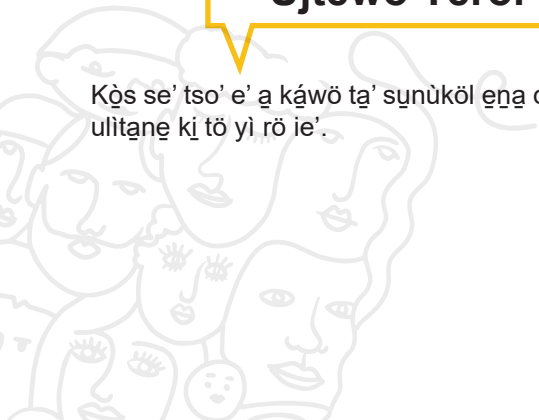 Kò̱s se’ tso’ e’ a̱ ká̱wö ta̱’ su̱nùköl e̱na̱
ulìta̱ne̱ ki̱ tö yì rö ie’.